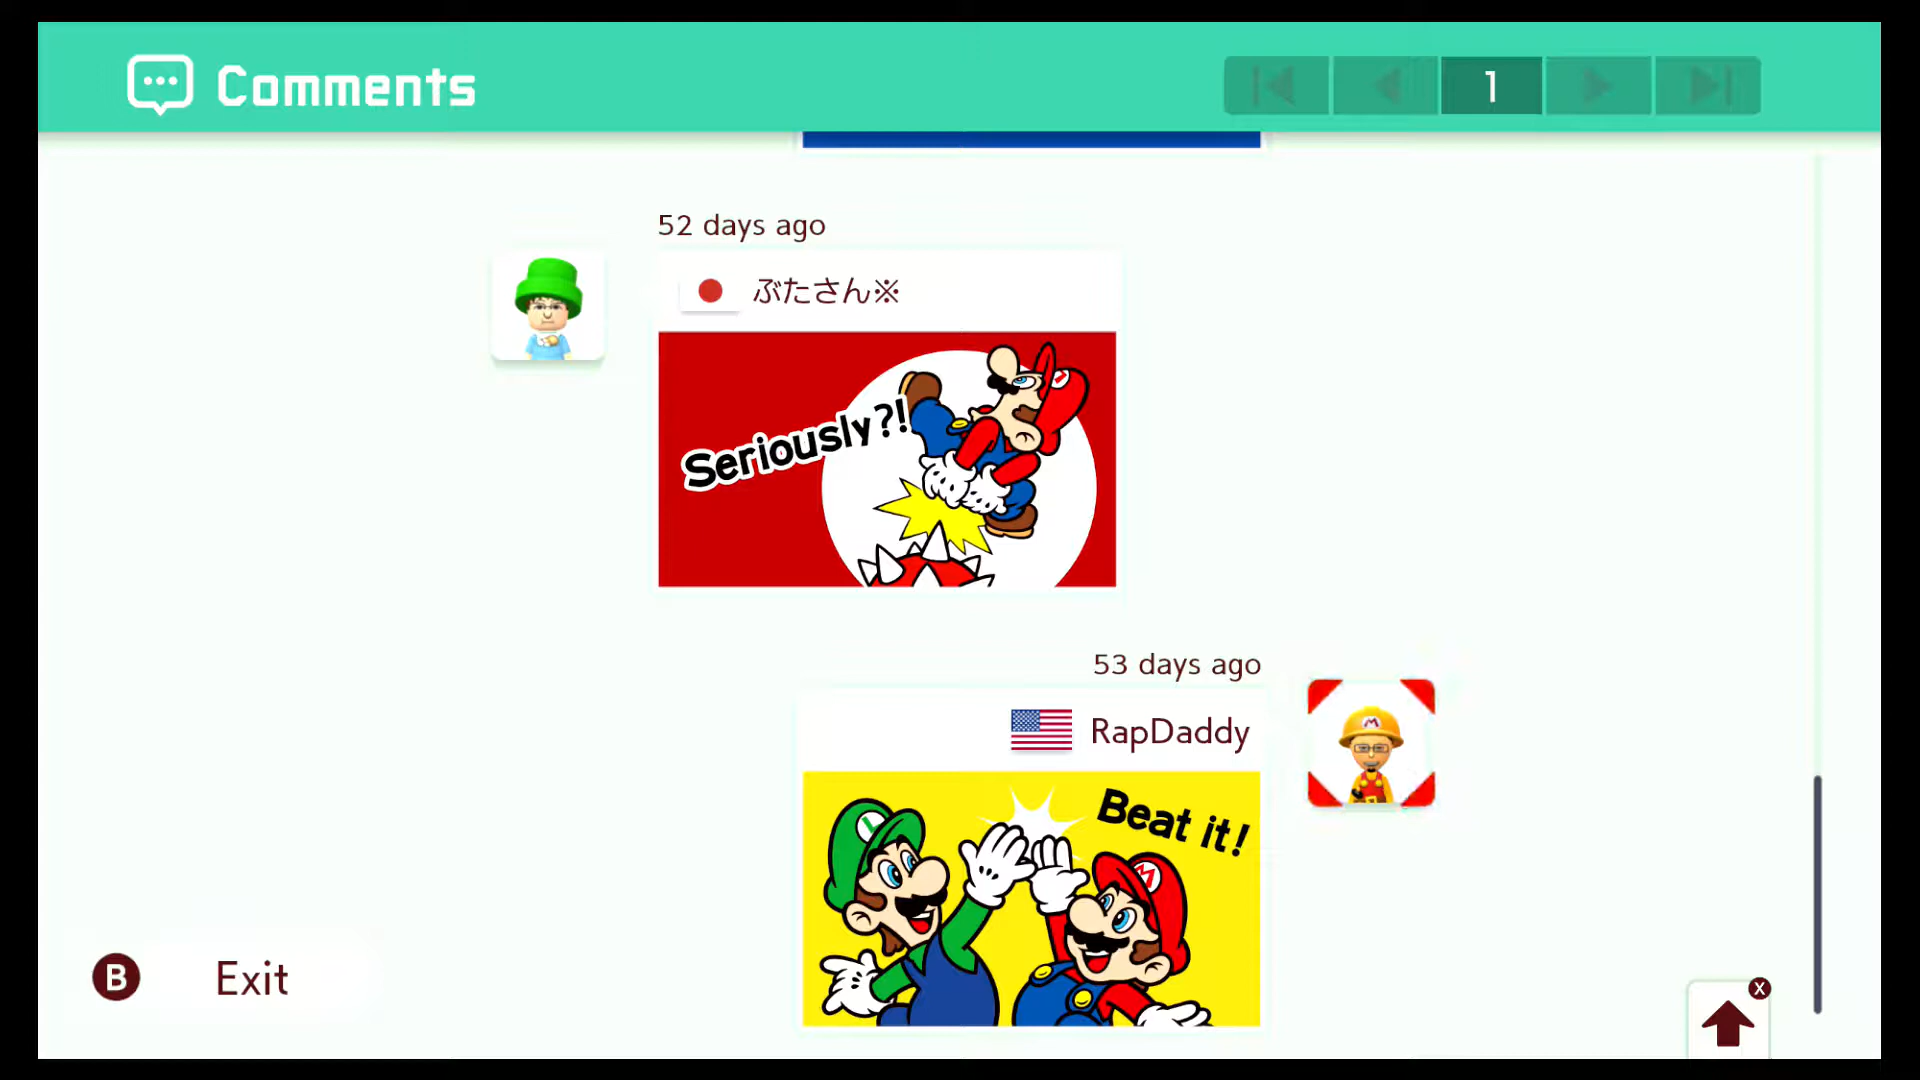 Comments
1
52 days ago
ぶたさん※
Seriously?!
53 days ago
RapDaddy
Beat it!
B Exit
X